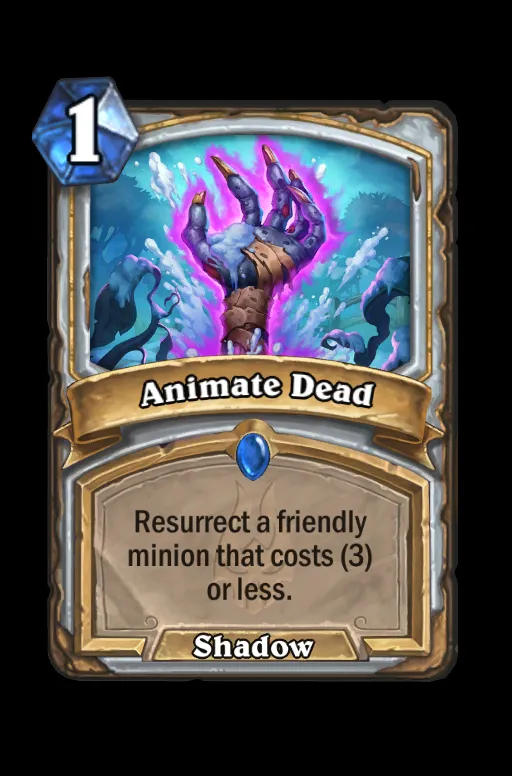 1
Animate Dead
Resurrect a friendly
minion that costs (3)
or less.
Shadow